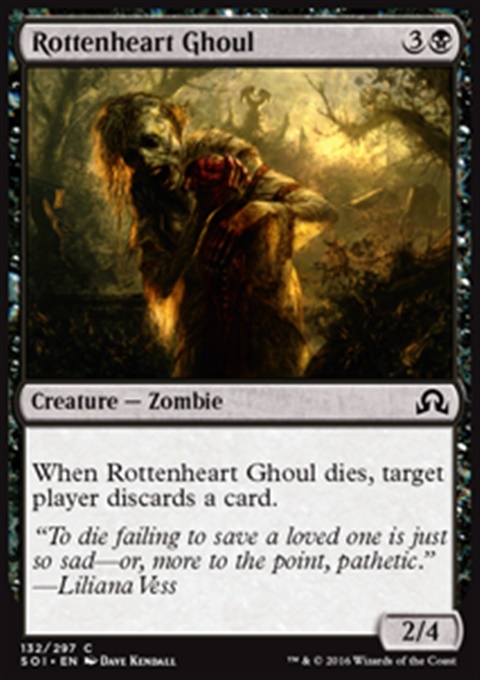 Rottenheart Ghoul 3
Creature — Zombie
When Rottenheart Ghoul dies, target
player discards a card.
“To die failing to save a loved one is just
so sad—or, more to the point, pathetic.”
—Liliana Vess
2/4
132/297 C
SOI • EN Dave Kendall
™ & © 2016 Wizards of the Coast